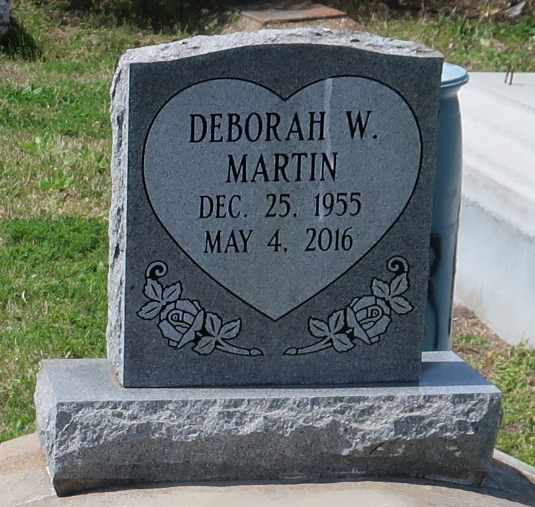 DEBORAH W.
MARTIN
DEC. 25, 1955
MAY 4, 2016